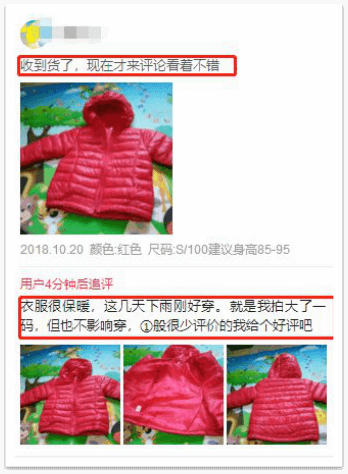 收到货了，现在才来评论看着不错
2018.10.20 颜色:红色 尺码:S/100建议身高85-95
用户4分钟后追评
衣服很保暖，这几天下雨刚好穿。就是我拍大了一
码，但也不影响穿，①般很少评价的我给个好评吧